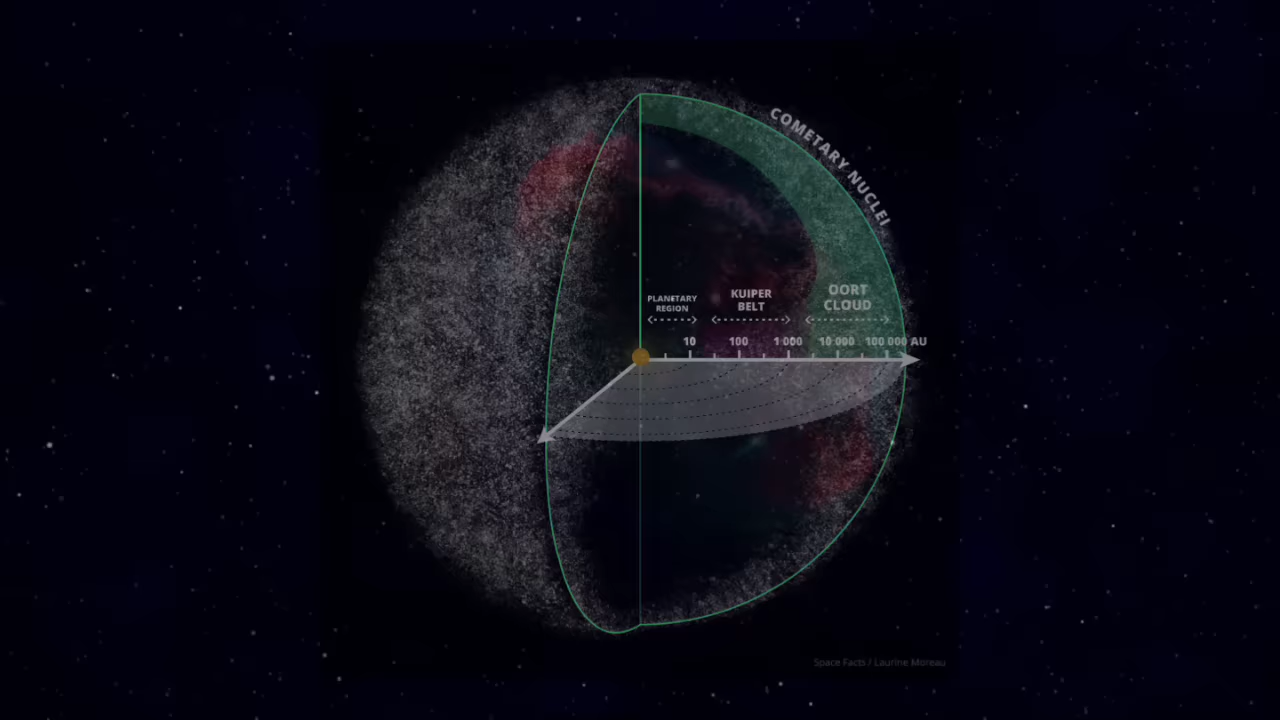 COMETARY NUCLEI
PLANETARY
REGION
KUIPER
BELT
OORT
CLOUD
10 100 1 000 10 000 100 000 AU
Space Facts / Laurine Moreau